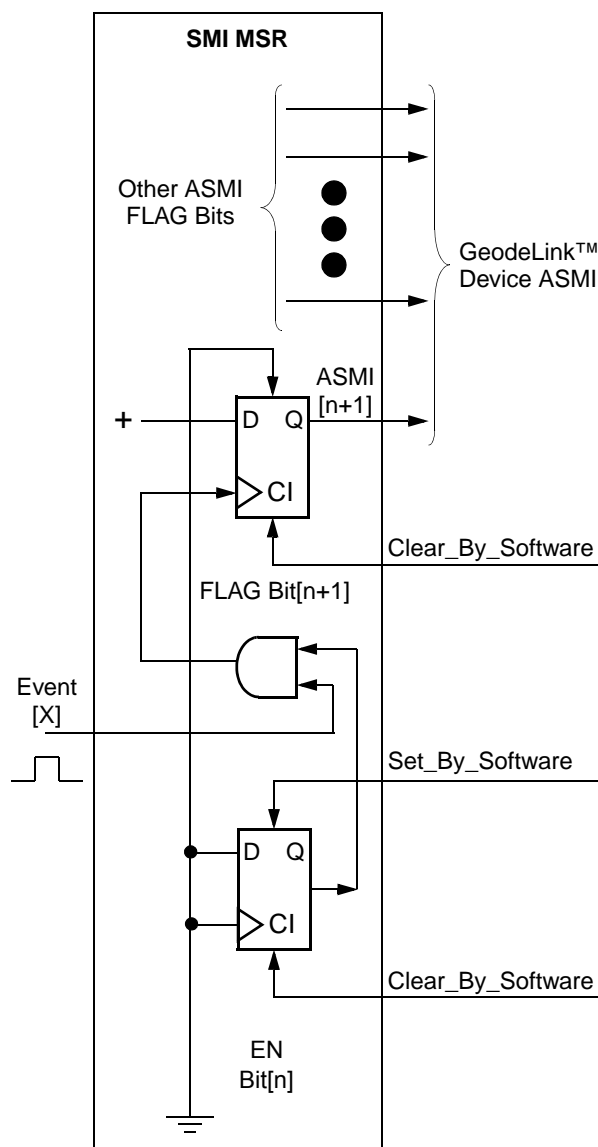 SMI MSR
Other ASMI
FLAG Bits
GeodeLink™
Device ASMI
ASMI
[n+1]
+
D Q
CI
Clear_By_Software
FLAG Bit[n+1]
Event
[X]
Set_By_Software
D Q
CI
Clear_By_Software
EN
Bit[n]